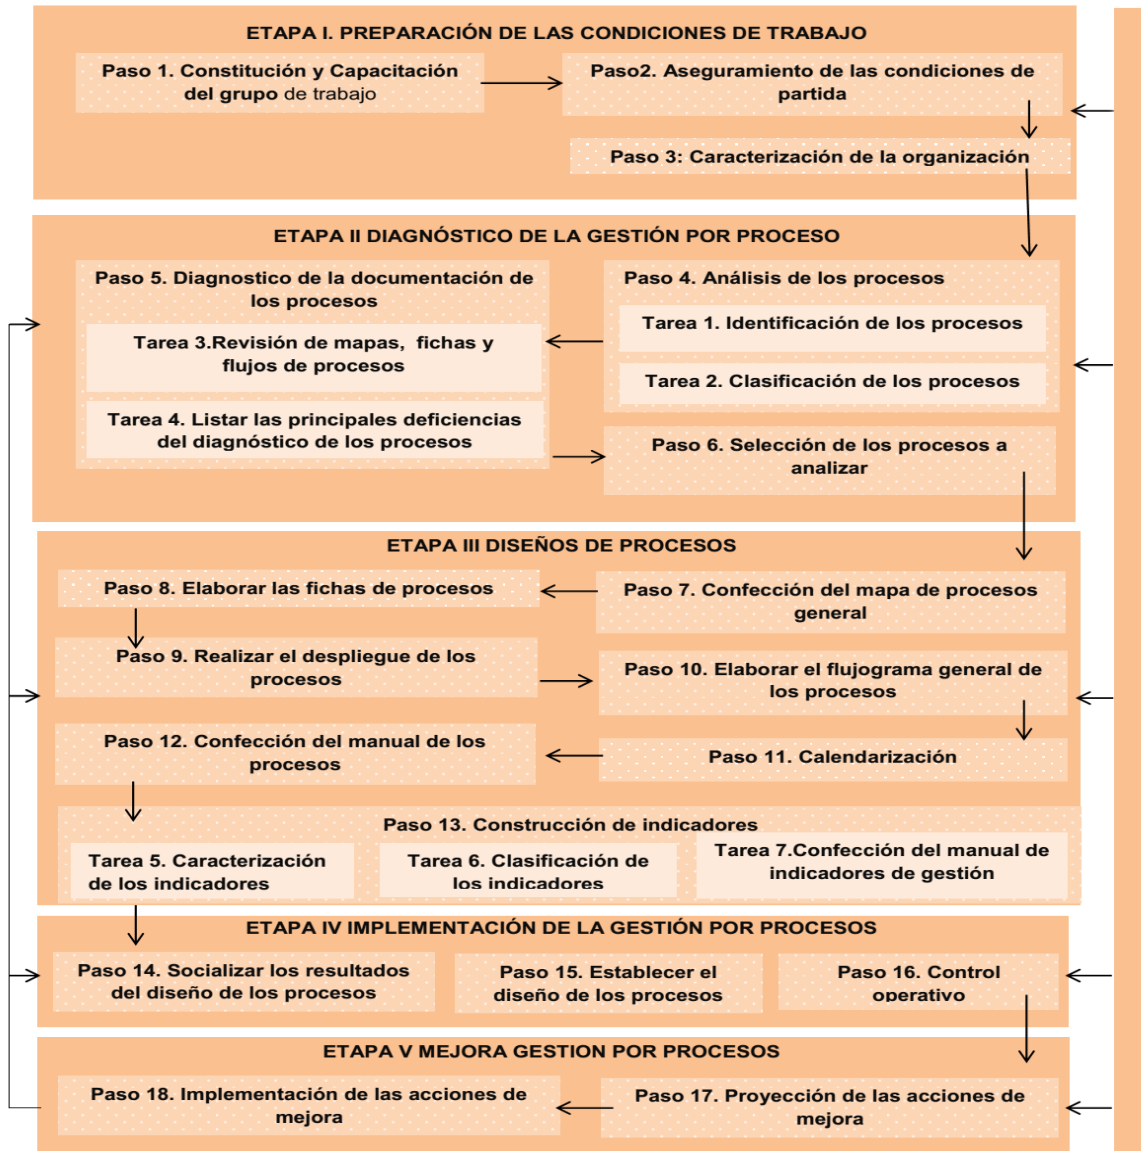 ETAPA I. PREPARACIÓN DE LAS CONDICIONES DE TRABAJO
Paso 1. Constitución y Capacitación
del grupo de trabajo
Paso2. Aseguramiento de las condiciones de
partida
Paso 3: Caracterización de la organización
ETAPA II DIAGNÓSTICO DE LA GESTIÓN POR PROCESO
Paso 4. Análisis de los procesos
Tarea 1. Identificación de los procesos
Tarea 2. Clasificación de los procesos
Paso 5. Diagnostico de la documentación de
los procesos
Tarea 3.Revisión de mapas, fichas y
flujos de procesos
Tarea 4. Listar las principales deficiencias
del diagnóstico de los procesos
Paso 6. Selección de los procesos a
analizar
ETAPA III DISEÑOS DE PROCESOS
Paso 7. Confección del mapa de procesos
general
Paso 8. Elaborar las fichas de procesos
Paso 9. Realizar el despliegue de los
procesos
Paso 10. Elaborar el flujograma general de
los procesos
Paso 11. Calendarización
Paso 12. Confección del manual de los
procesos
Paso 13. Construcción de indicadores
Tarea 5. Caracterización
de los indicadores
Tarea 6. Clasificación de
los indicadores
Tarea 7.Confección del manual de
indicadores de gestión
ETAPA IV IMPLEMENTACIÓN DE LA GESTIÓN POR PROCESOS
Paso 14. Socializar los resultados
del diseño de los procesos
Paso 15. Establecer el
diseño de los procesos
Paso 16. Control
operativo
ETAPA V MEJORA GESTION POR PROCESOS
Paso 17. Proyección de las acciones de
mejora
Paso 18. Implementación de las acciones de
mejora